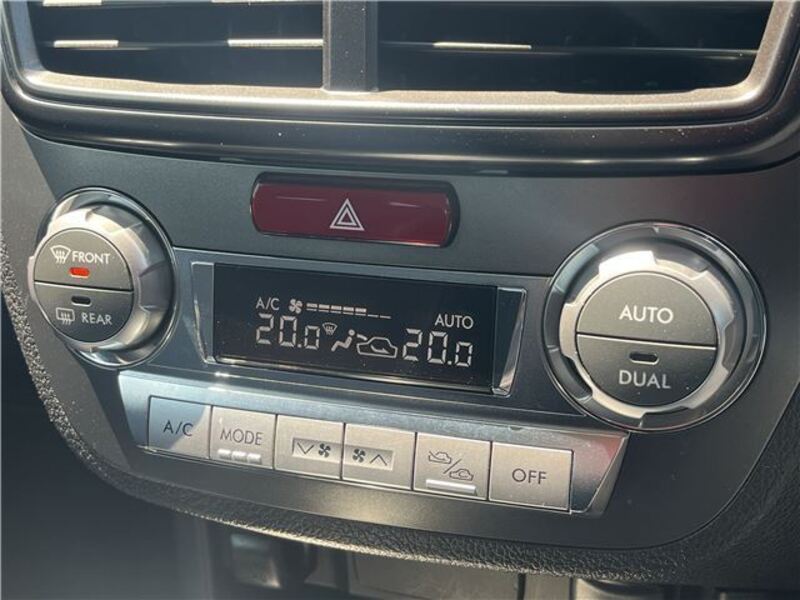 FRONT
REAR
A/C
AUTO
20.0
20.0
AUTO
DUAL
A/C
MODE
OFF